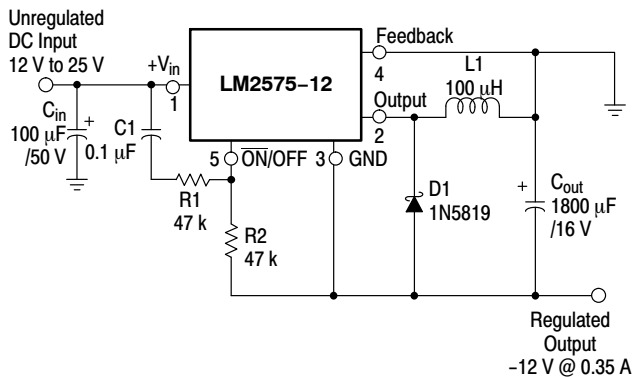 Unregulated
DC Input
12 V to 25 V
+Vin
1
Cin
100 µF
/50 V
+
C1
0.1 µF
LM2575-12
Feedback
4
Output
2
L1
100 µH
5
ON/OFF
3
GND
R1
47 k
R2
47 k
D1
1N5819
+
Cout
1800 µF
/16 V
Regulated
Output
–12 V @ 0.35 A